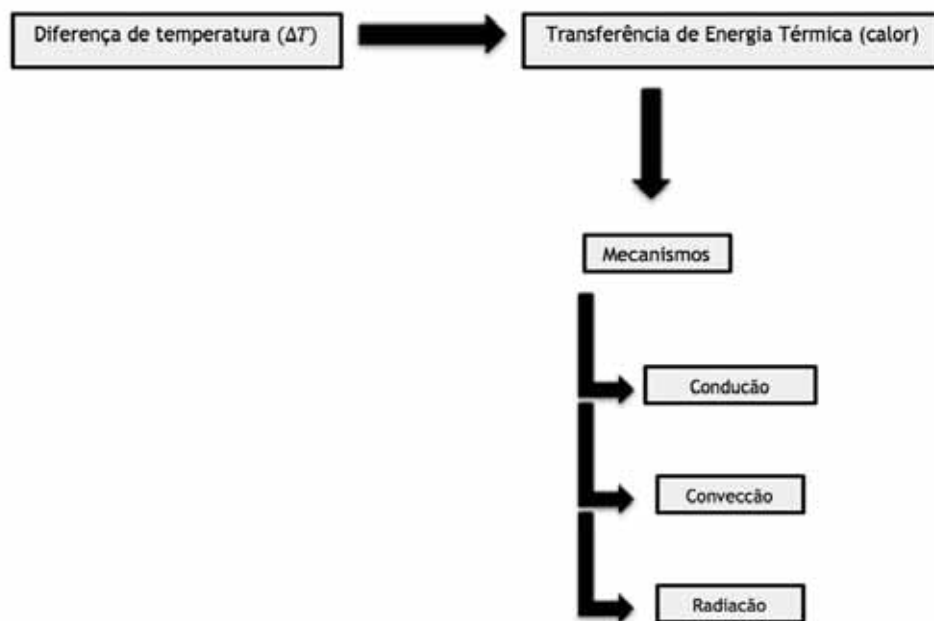 Diferença de temperatura (ΔT)
Transferência de Energia Térmica (calor)
Mecanismos
Condução
Convecção
Radiação